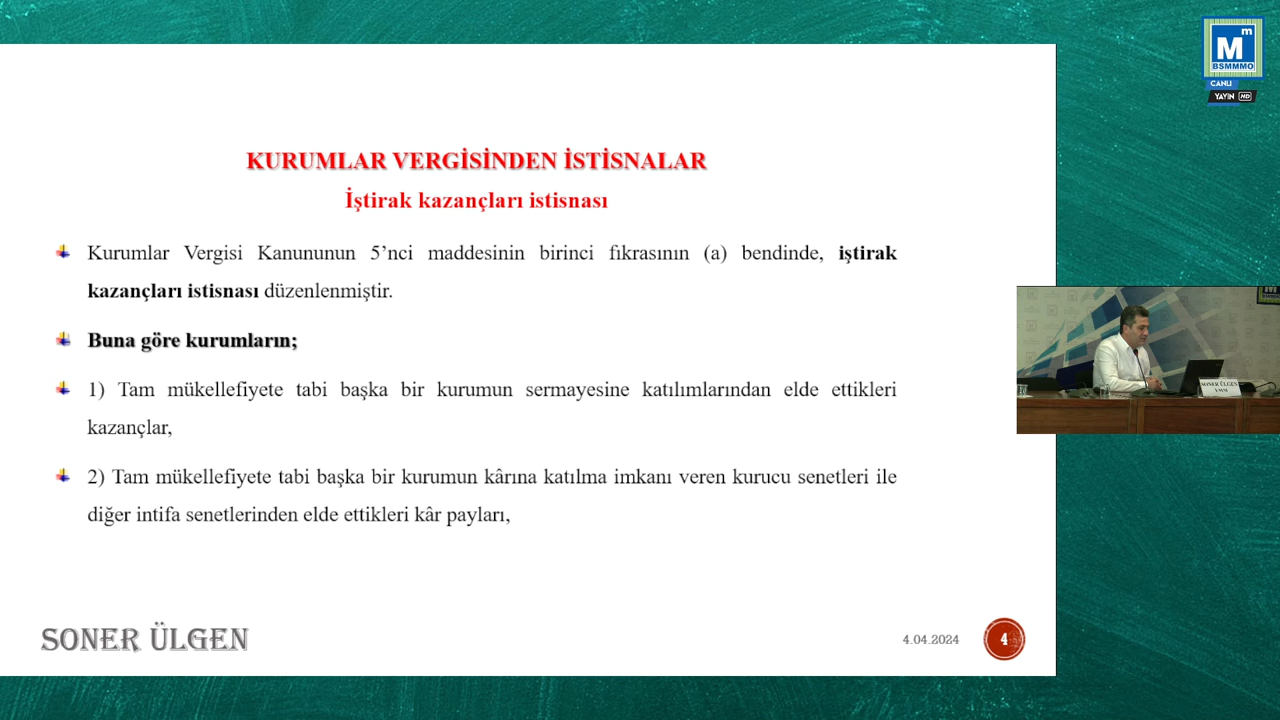 M m
BSMMMO
CANLI
YAYIN HD
KURUMLAR VERGİSİNDEN İSTİSNALAR
İştirak kazançları istisnası
Kurumlar Vergisi Kanununun 5’nci maddesinin birinci fıkrasının (a) bendinde, iştirak
kazançları istisnası düzenlenmiştir.
Buna göre kurumların;
1) Tam mükellefiyete tabi başka bir kurumun sermayesine katılımlarından elde ettikleri
kazançlar,
2) Tam mükellefiyete tabi başka bir kurumun kârına katılma imkanı veren kurucu senetleri ile
diğer intifa senetlerinden elde ettikleri kâr payları,
SONER ÜLGEN
YMM
SONER ÜLGEN
4.04.2024
4